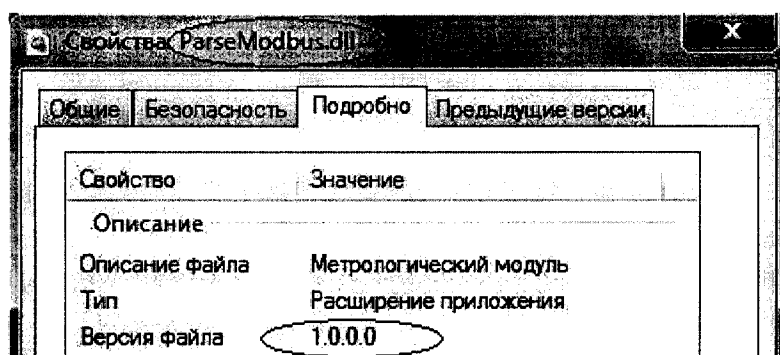 Свойства: ParseModbus.dll
x
Общие Безопасность Подробно Предыдущие версии
Свойство Значение
Описание
Описание файла Метрологический модуль
Тип Расширение приложения
Версия файла 1.0.0.0